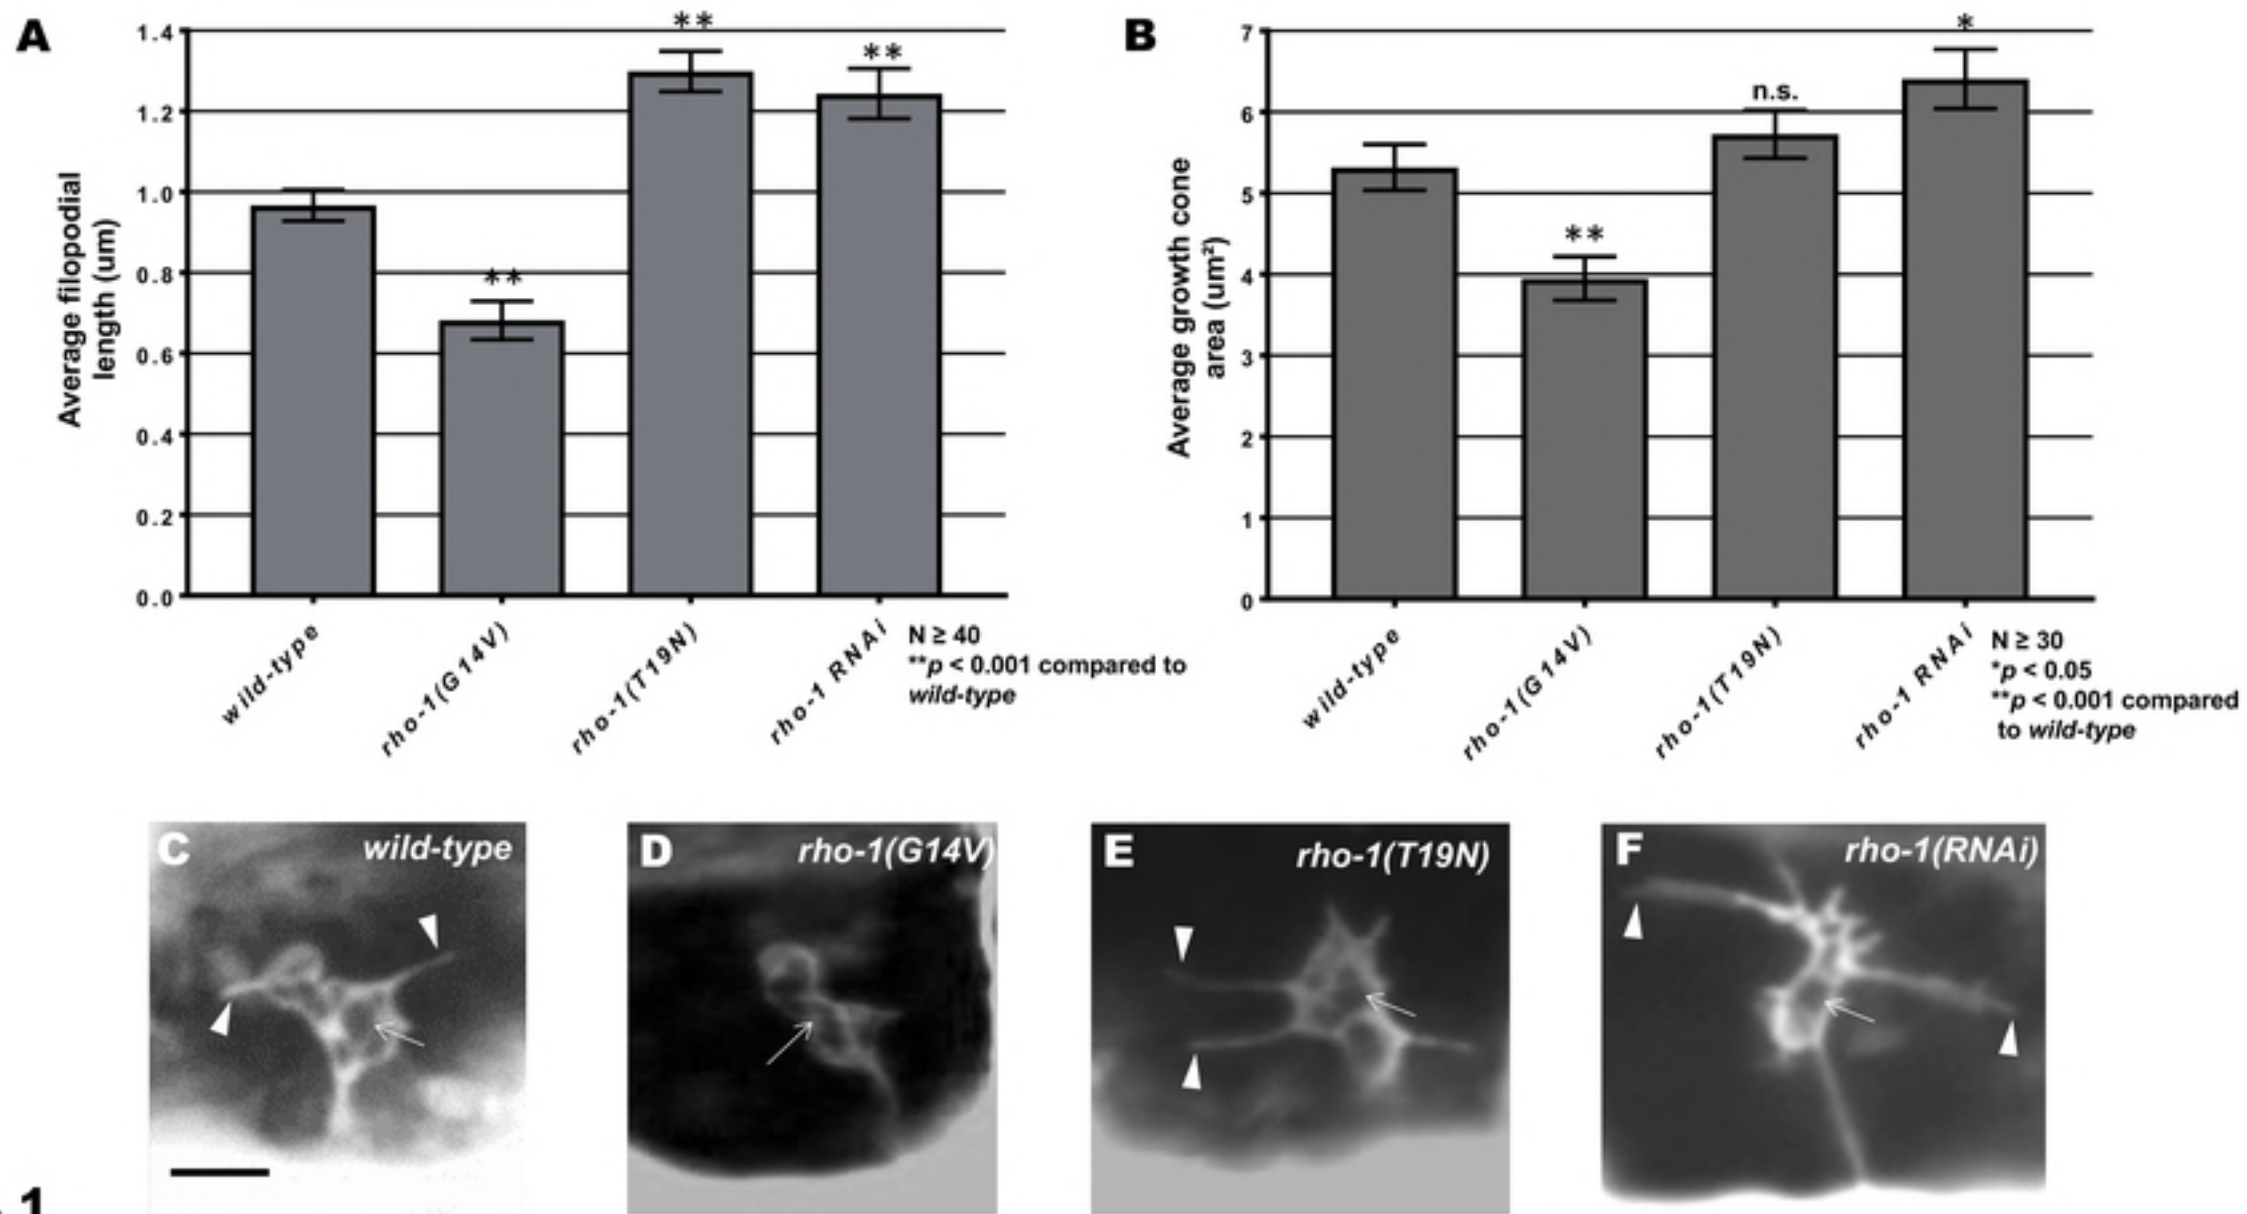 A
Average filopodial
length (um)
1.4
1.2
1.0
0.8
0.6
0.4
0.2
0.0
**
**
**
wild-type
rho-1(G14V)
rho-1(T19N)
rho-1 RNAi
N ≥ 40
**p < 0.001 compared to
wild-type
B
Average growth cone
area (um²)
7
6
5
4
3
2
1
0
**
n.s.
*
wild-type
rho-1(G14V)
rho-1(T19N)
rho-1 RNAi
N ≥ 30
*p < 0.05
**p < 0.001 compared
to wild-type
C wild-type
D rho-1(G14V)
E rho-1(T19N)
F rho-1(RNAi)
. 1